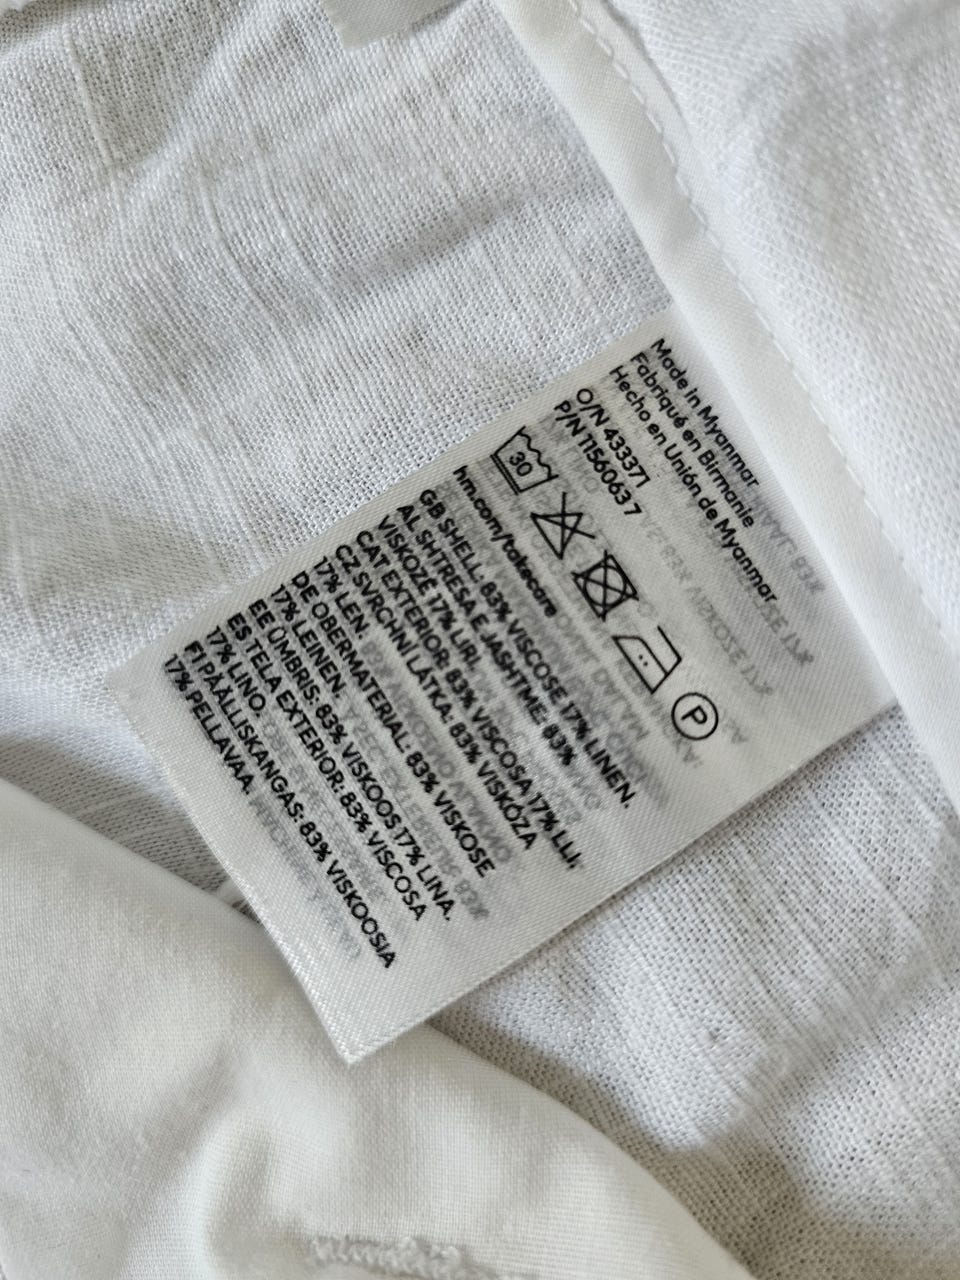 Made in Myanmar
Fabriqué en Birmanie
Hecho en Unión de Myanmar
O/N 433371
P/N 11560637
30
P
hm.com/takecare
GB SHELL: 83% VISCOSE 17% LINEN.
AL SHTRESA E JASHTME: 83%
VISKOZË 17% LIRI.
CAT EXTERIOR: 83% VISCOSA 17% LLI.
CZ SVRCHNÍ LÁTKA: 83% VISKÓZA
17% LEN.
DE OBERMATERIAL: 83% VISKOSE
17% LEINEN.
EE ÜMBRIS: 83% VISKOOS 17% LINA.
ES TELA EXTERIOR: 83% VISCOSA
17% LINO.
FI PÄÄLLISKANGAS: 83% VISKOOSIA
17% PELLAVAA.